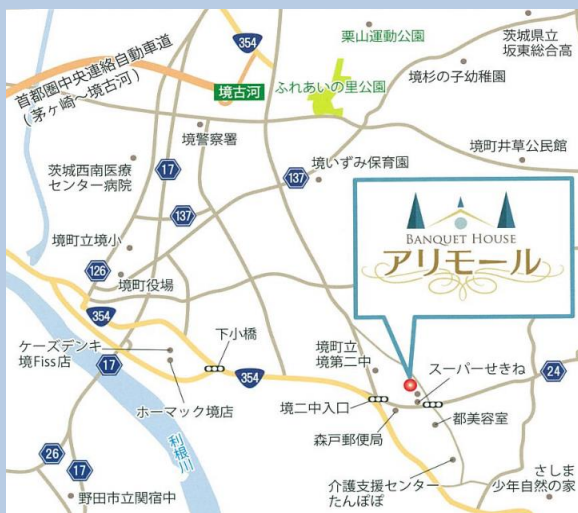 首都圏中央連絡自動車道
（茅ヶ崎～境古河）
354
境古河
栗山運動公園
茨城県立
坂東総合高
ふれあいの里公園
境杉の子幼稚園
境警察署
境町井草公民館
茨城西南医療
センター病院
17
境いずみ保育園
137
137
境町立境小
126
境町役場
BANQUET HOUSE
アリモール
354
ケーズデンキ
境Fiss店
17
下小橋
354
ホーマック境店
境町立
境第二中
スーパーせきね
24
境二中入口
都美容室
森戸郵便局
利根川
26
17
野田市立関宿中
介護支援センター
たんぽぽ
さしま
少年自然の家